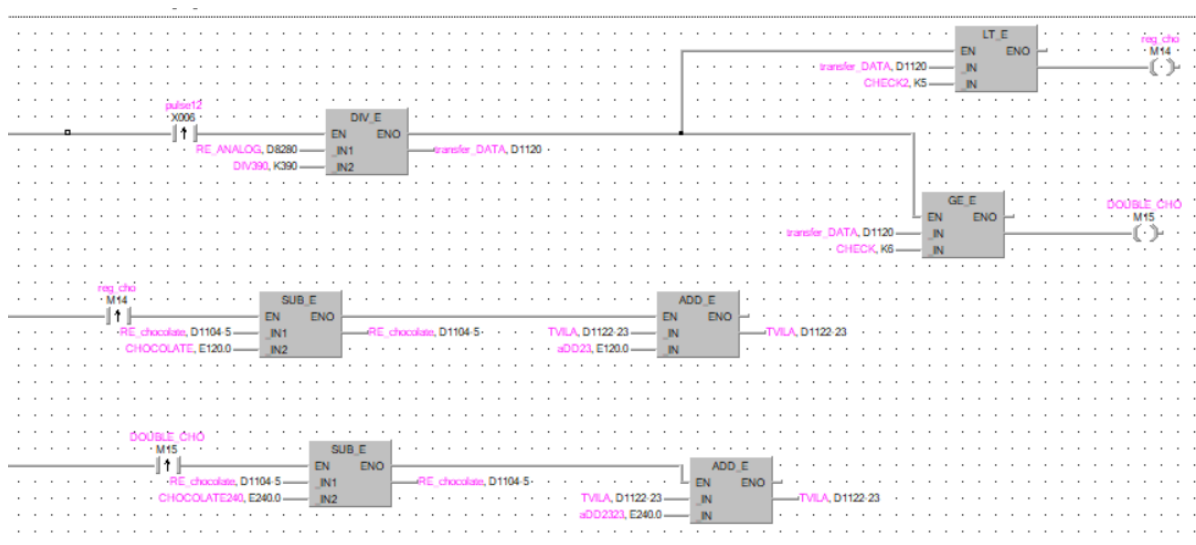 LT_E
reg_cho
M14
EN ENO
transfer_DATA, D1120 _IN
CHECK2, K5 _IN
pulse12
X006
DIV_E
EN ENO
RE_ANALOG, D8280 _IN1 transfer_DATA, D1120
DIV390, K390 _IN2
GE_E
DOUBLE_CHO
M15
EN ENO
transfer_DATA, D1120 _IN
CHECK, K6 _IN
reg_cho
M14
SUB_E
EN ENO
RE_chocolate, D1104-5 _IN1 RE_chocolate, D1104-5
CHOCOLATE, E120.0 _IN2
ADD_E
EN ENO
TVILA, D1122-23 _IN TVILA, D1122-23
aDD23, E120.0 _IN
DOUBLE_CHO
M15
SUB_E
EN ENO
RE_chocolate, D1104-5 _IN1 RE_chocolate, D1104-5
CHOCOLATE240, E240.0 _IN2
ADD_E
EN ENO
TVILA, D1122-23 _IN TVILA, D1122-23
aDD2323, E240.0 _IN